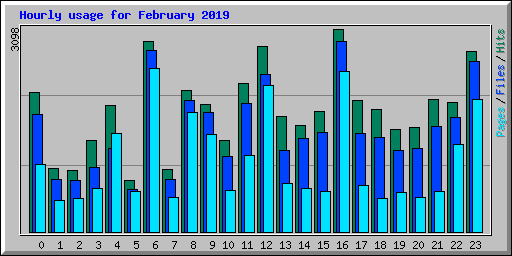 Hourly usage for February 2019
3098
Pages/Files/Hits
0 1 2 3 4 5 6 7 8 9 10 11 12 13 14 15 16 17 18 19 20 21 22 23